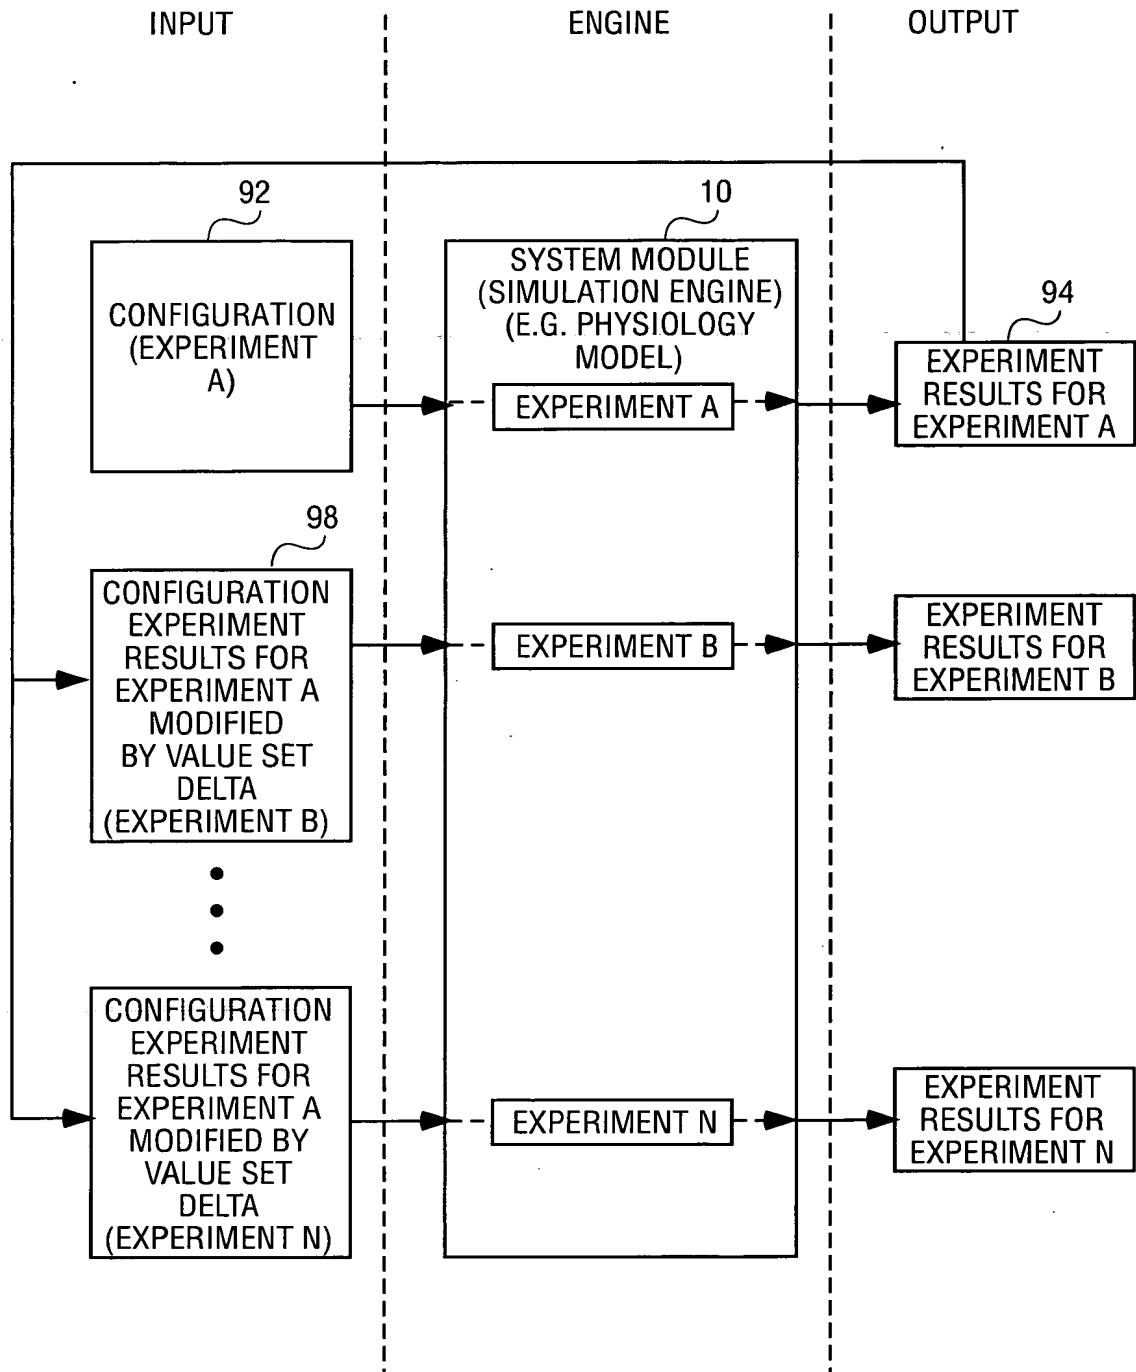 INPUT
ENGINE
OUTPUT
92
CONFIGURATION
(EXPERIMENT
A)
10
SYSTEM MODULE
(SIMULATION ENGINE)
(E.G. PHYSIOLOGY
MODEL)
EXPERIMENT A
94
EXPERIMENT
RESULTS FOR
EXPERIMENT A
98
CONFIGURATION
EXPERIMENT
RESULTS FOR
EXPERIMENT A
MODIFIED
BY VALUE SET
DELTA
(EXPERIMENT B)
EXPERIMENT B
EXPERIMENT
RESULTS FOR
EXPERIMENT B
CONFIGURATION
EXPERIMENT
RESULTS FOR
EXPERIMENT A
MODIFIED BY
VALUE SET
DELTA
(EXPERIMENT N)
EXPERIMENT N
EXPERIMENT
RESULTS FOR
EXPERIMENT N